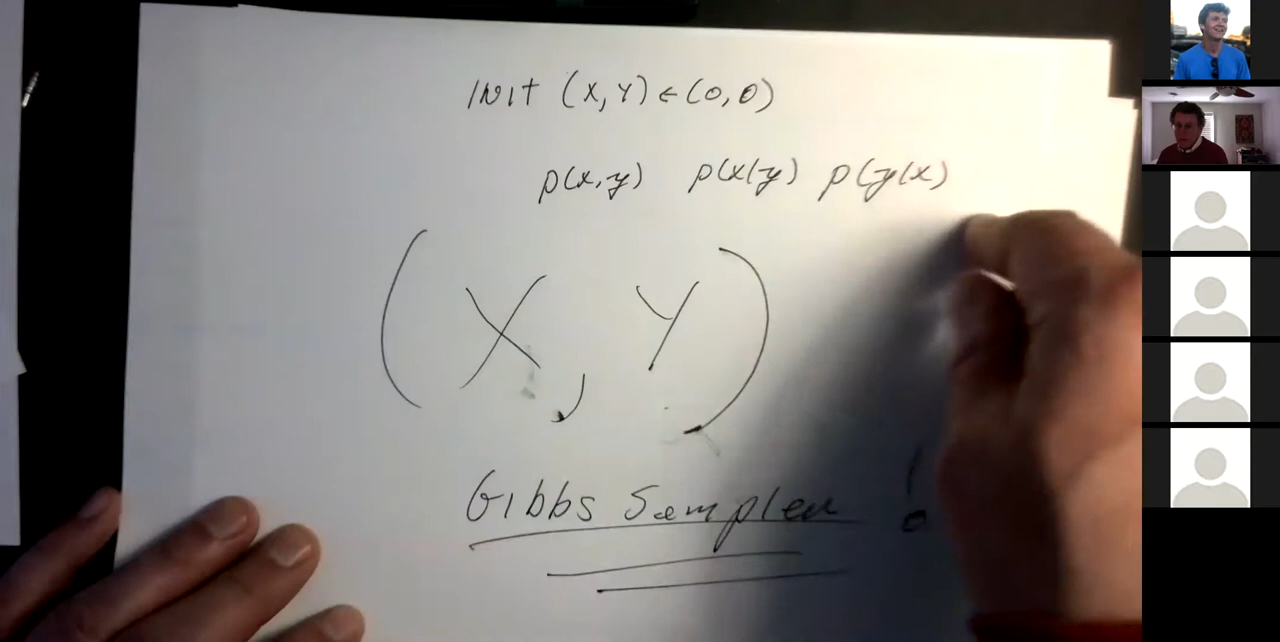 INIT (X, Y) ← (0, 0)
p(x,y) p(x|y) p(y|x)
(X, Y)
Gibbs Sampler !